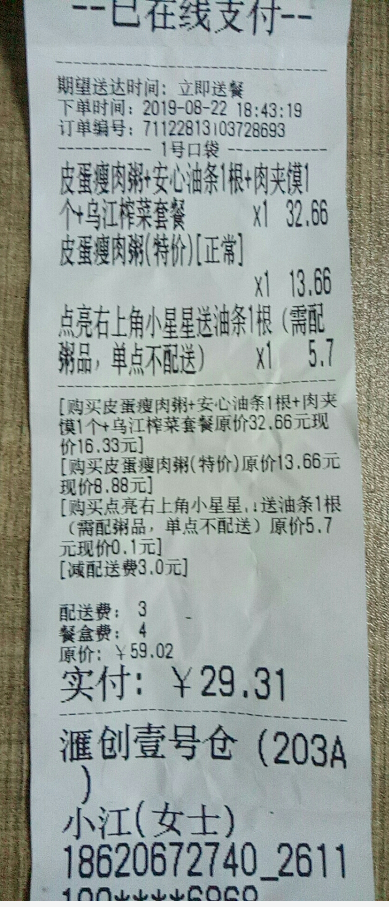 --已在线支付--
期望送达时间: 立即送餐
下单时间: 2019-08-22 18:43:19
订单编号: 71122813103728693
1号口袋
皮蛋瘦肉粥+安心油条1根+肉夹馍1
个+乌江榨菜套餐 x1 32.66
皮蛋瘦肉粥(特价)[正常]
x1 13.66
点亮右上角小星星送油条1根（需配
粥品，单点不配送） x1 5.7
[购买皮蛋瘦肉粥+安心油条1根+肉夹
馍1个+乌江榨菜套餐原价32.66元现
价16.33元]
[购买皮蛋瘦肉粥(特价)原价13.66元
现价8.88元]
[购买点亮右上角小星星,↓送油条1根
（需配粥品，单点不配送）原价5.7
元现价0.1元]
[减配送费3.0元]
配送费: 3
餐盒费: 4
原价: ￥59.02
实付: ￥29.31
滙创壹号仓 (203A
)
小江(女士)
18620672740_2611